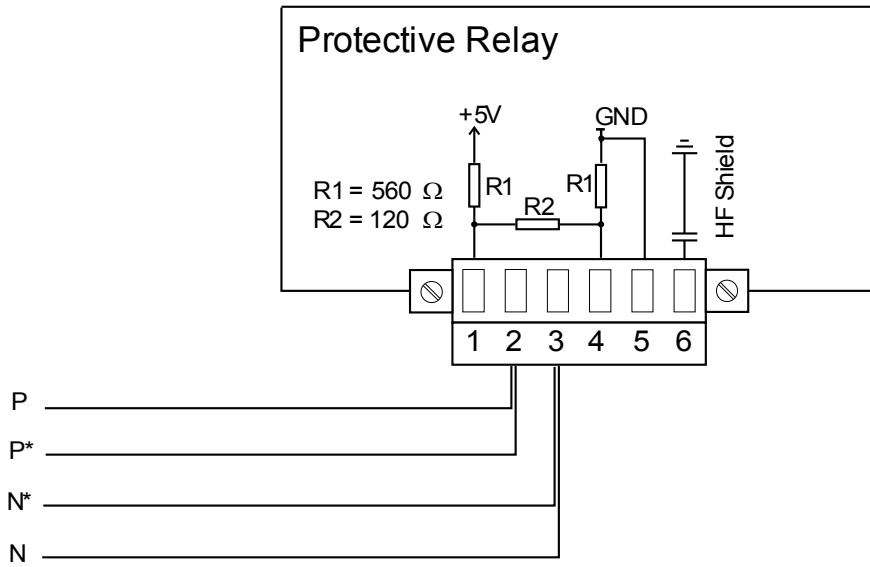 Protective Relay
+5V
GND
R1 = 560 Ω
R2 = 120 Ω
R1
R2
R1
HF Shield
1 2 3 4 5 6
P
P*
N*
N